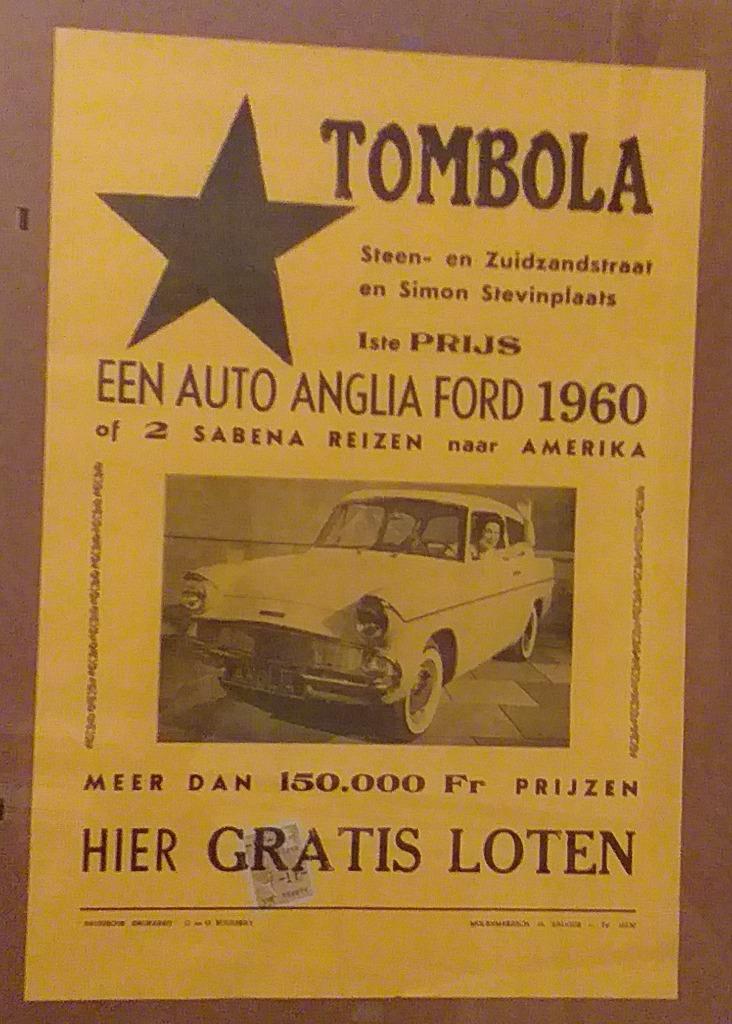 TOMBOLA
Steen- en Zuidzandstraat
en Simon Stevinplaats
1ste PRIJS
EEN AUTO ANGLIA FORD 1960
of 2 SABENA REIZEN naar AMERIKA
MEER DAN 150.000 Fr PRIJZEN
HIER GRATIS LOTEN